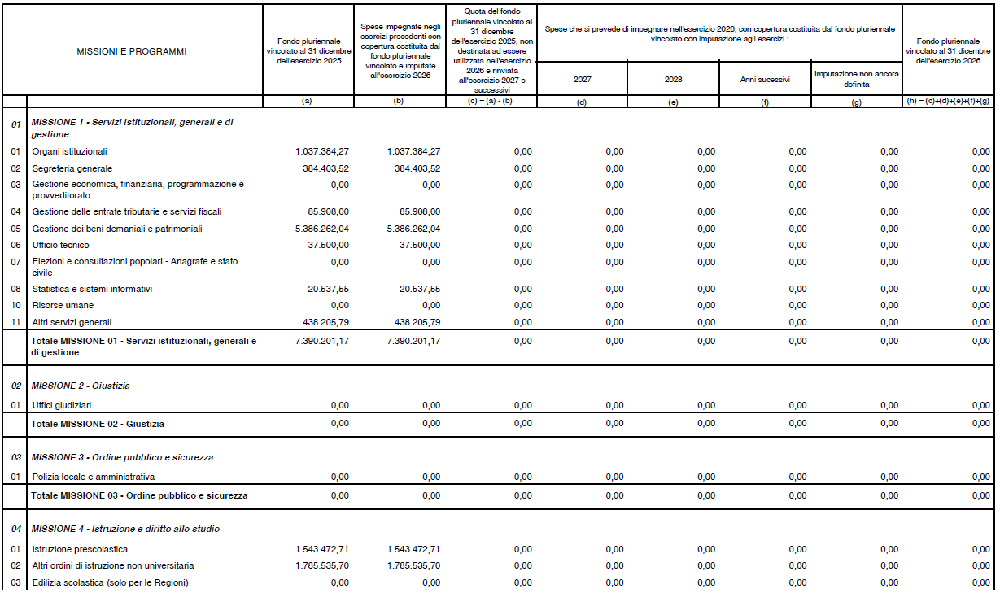 MISSIONI E PROGRAMMI
Fondo pluriennale
vincolato al 31 dicembre
dell'esercizio 2025
Spese impegnate negli
esercizi precedenti con
copertura costituita dal
fondo pluriennale
vincolato e imputate
all'esercizio 2026
Quota del fondo
pluriennale vincolato al
31 dicembre
dell'esercizio 2025, non
destinata ad essere
utilizzata nell'esercizio
2026 e rinviata
all'esercizio 2027 e
successivi
Spese che si prevede di impegnare nell'esercizio 2026, con copertura costituita dal fondo pluriennale
vincolato con imputazione agli esercizi :
2027
2028
Anni sucessivi
Imputazione non ancora
definita
Fondo pluriennale
vincolato al 31 dicembre
dell'esercizio 2026
(a) (b) (c) = (a) - (b) (d) (e) (f) (g) (h) = (c)+(d)+(e)+(f)+(g)
01 MISSIONE 1 - Servizi istituzionali, generali e di
gestione
01 Organi istituzionali 1.037.384,27 1.037.384,27 0,00 0,00 0,00 0,00 0,00 0,00
02 Segreteria generale 384.403,52 384.403,52 0,00 0,00 0,00 0,00 0,00 0,00
03 Gestione economica, finanziaria, programmazione e 0,00 0,00 0,00 0,00 0,00 0,00 0,00 0,00
provveditorato
04 Gestione delle entrate tributarie e servizi fiscali 85.908,00 85.908,00 0,00 0,00 0,00 0,00 0,00 0,00
05 Gestione dei beni demaniali e patrimoniali 5.386.262,04 5.386.262,04 0,00 0,00 0,00 0,00 0,00 0,00
06 Ufficio tecnico 37.500,00 37.500,00 0,00 0,00 0,00 0,00 0,00 0,00
07 Elezioni e consultazioni popolari - Anagrafe e stato 0,00 0,00 0,00 0,00 0,00 0,00 0,00 0,00
civile
08 Statistica e sistemi informativi 20.537,55 20.537,55 0,00 0,00 0,00 0,00 0,00 0,00
10 Risorse umane 0,00 0,00 0,00 0,00 0,00 0,00 0,00 0,00
11 Altri servizi generali 438.205,79 438.205,79 0,00 0,00 0,00 0,00 0,00 0,00
Totale MISSIONE 01 - Servizi istituzionali, generali e 7.390.201,17 7.390.201,17 0,00 0,00 0,00 0,00 0,00 0,00
di gestione
02 MISSIONE 2 - Giustizia
01 Uffici giudiziari 0,00 0,00 0,00 0,00 0,00 0,00 0,00 0,00
Totale MISSIONE 02 - Giustizia 0,00 0,00 0,00 0,00 0,00 0,00 0,00 0,00
03 MISSIONE 3 - Ordine pubblico e sicurezza
01 Polizia locale e amministrativa 0,00 0,00 0,00 0,00 0,00 0,00 0,00 0,00
Totale MISSIONE 03 - Ordine pubblico e sicurezza 0,00 0,00 0,00 0,00 0,00 0,00 0,00 0,00
04 MISSIONE 4 - Istruzione e diritto allo studio
01 Istruzione prescolastica 1.543.472,71 1.543.472,71 0,00 0,00 0,00 0,00 0,00 0,00
02 Altri ordini di istruzione non universitaria 1.785.535,70 1.785.535,70 0,00 0,00 0,00 0,00 0,00 0,00
03 Edilizia scolastica (solo per le Regioni) 0,00 0,00 0,00 0,00 0,00 0,00 0,00 0,00